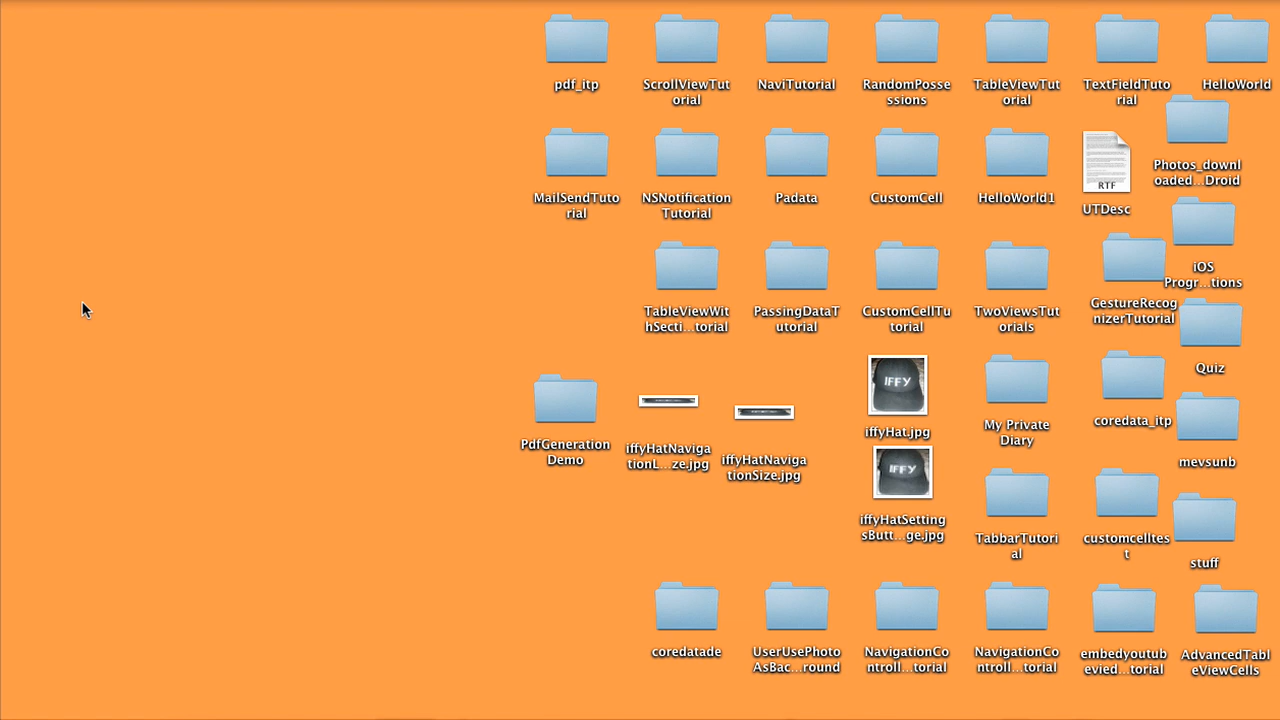 pdf_itp
ScrollViewTut
orial
NaviTutorial
RandomPosse
ssions
TableViewTut
orial
TextFieldTuto
rial
HelloWorld
Photos_downl
oaded...Droid
MailSendTuto
rial
NSNotification
Tutorial
Padata
CustomCell
HelloWorld1
RTF
UTDesc
iOS
Progr...tions
TableViewWit
hSecti...torial
PassingDataT
utorial
CustomCellTu
torial
TwoViewsTut
orials
GestureRecog
nizerTutorial
Quiz
PdfGeneration
Demo
iffyHatNaviga
tionL...ze.jpg
iffyHatNaviga
tionSize.jpg
IFFY
iffyHat.jpg
My Private
Diary
coredata_itp
mevsunb
IFFY
iffyHatSetting
sButt...ge.jpg
TabbarTutori
al
customcelltes
t
stuff
coredatade
UserUsePhoto
AsBac...round
NavigationCo
ntroll...torial
NavigationCo
ntroll...torial
embedyoutub
evied...torial
AdvancedTabl
eViewCells